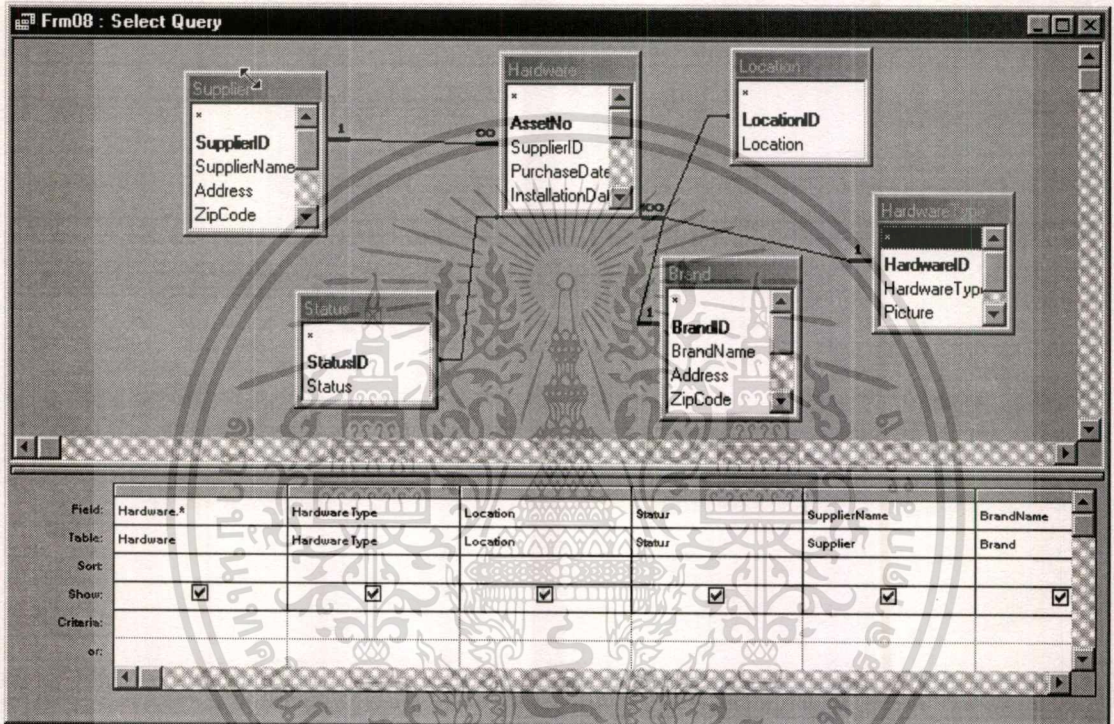 Frm08 : Select Query
Supplier
*
SupplierID
SupplierName
Address
ZipCode
1
∞
Hardware
*
AssetNo
SupplierID
PurchaseDate
InstallationDat
∞
Location
*
LocationID
Location
HardwareType
*
HardwareID
HardwareType
Picture
1
Status
*
StatusID
Status
Brand
*
BrandID
BrandName
Address
ZipCode
1
Field: Hardware.* HardwareType Location Status SupplierName BrandName
Table: Hardware HardwareType Location Status Supplier Brand
Sort:
Show:
Criteria:
or: